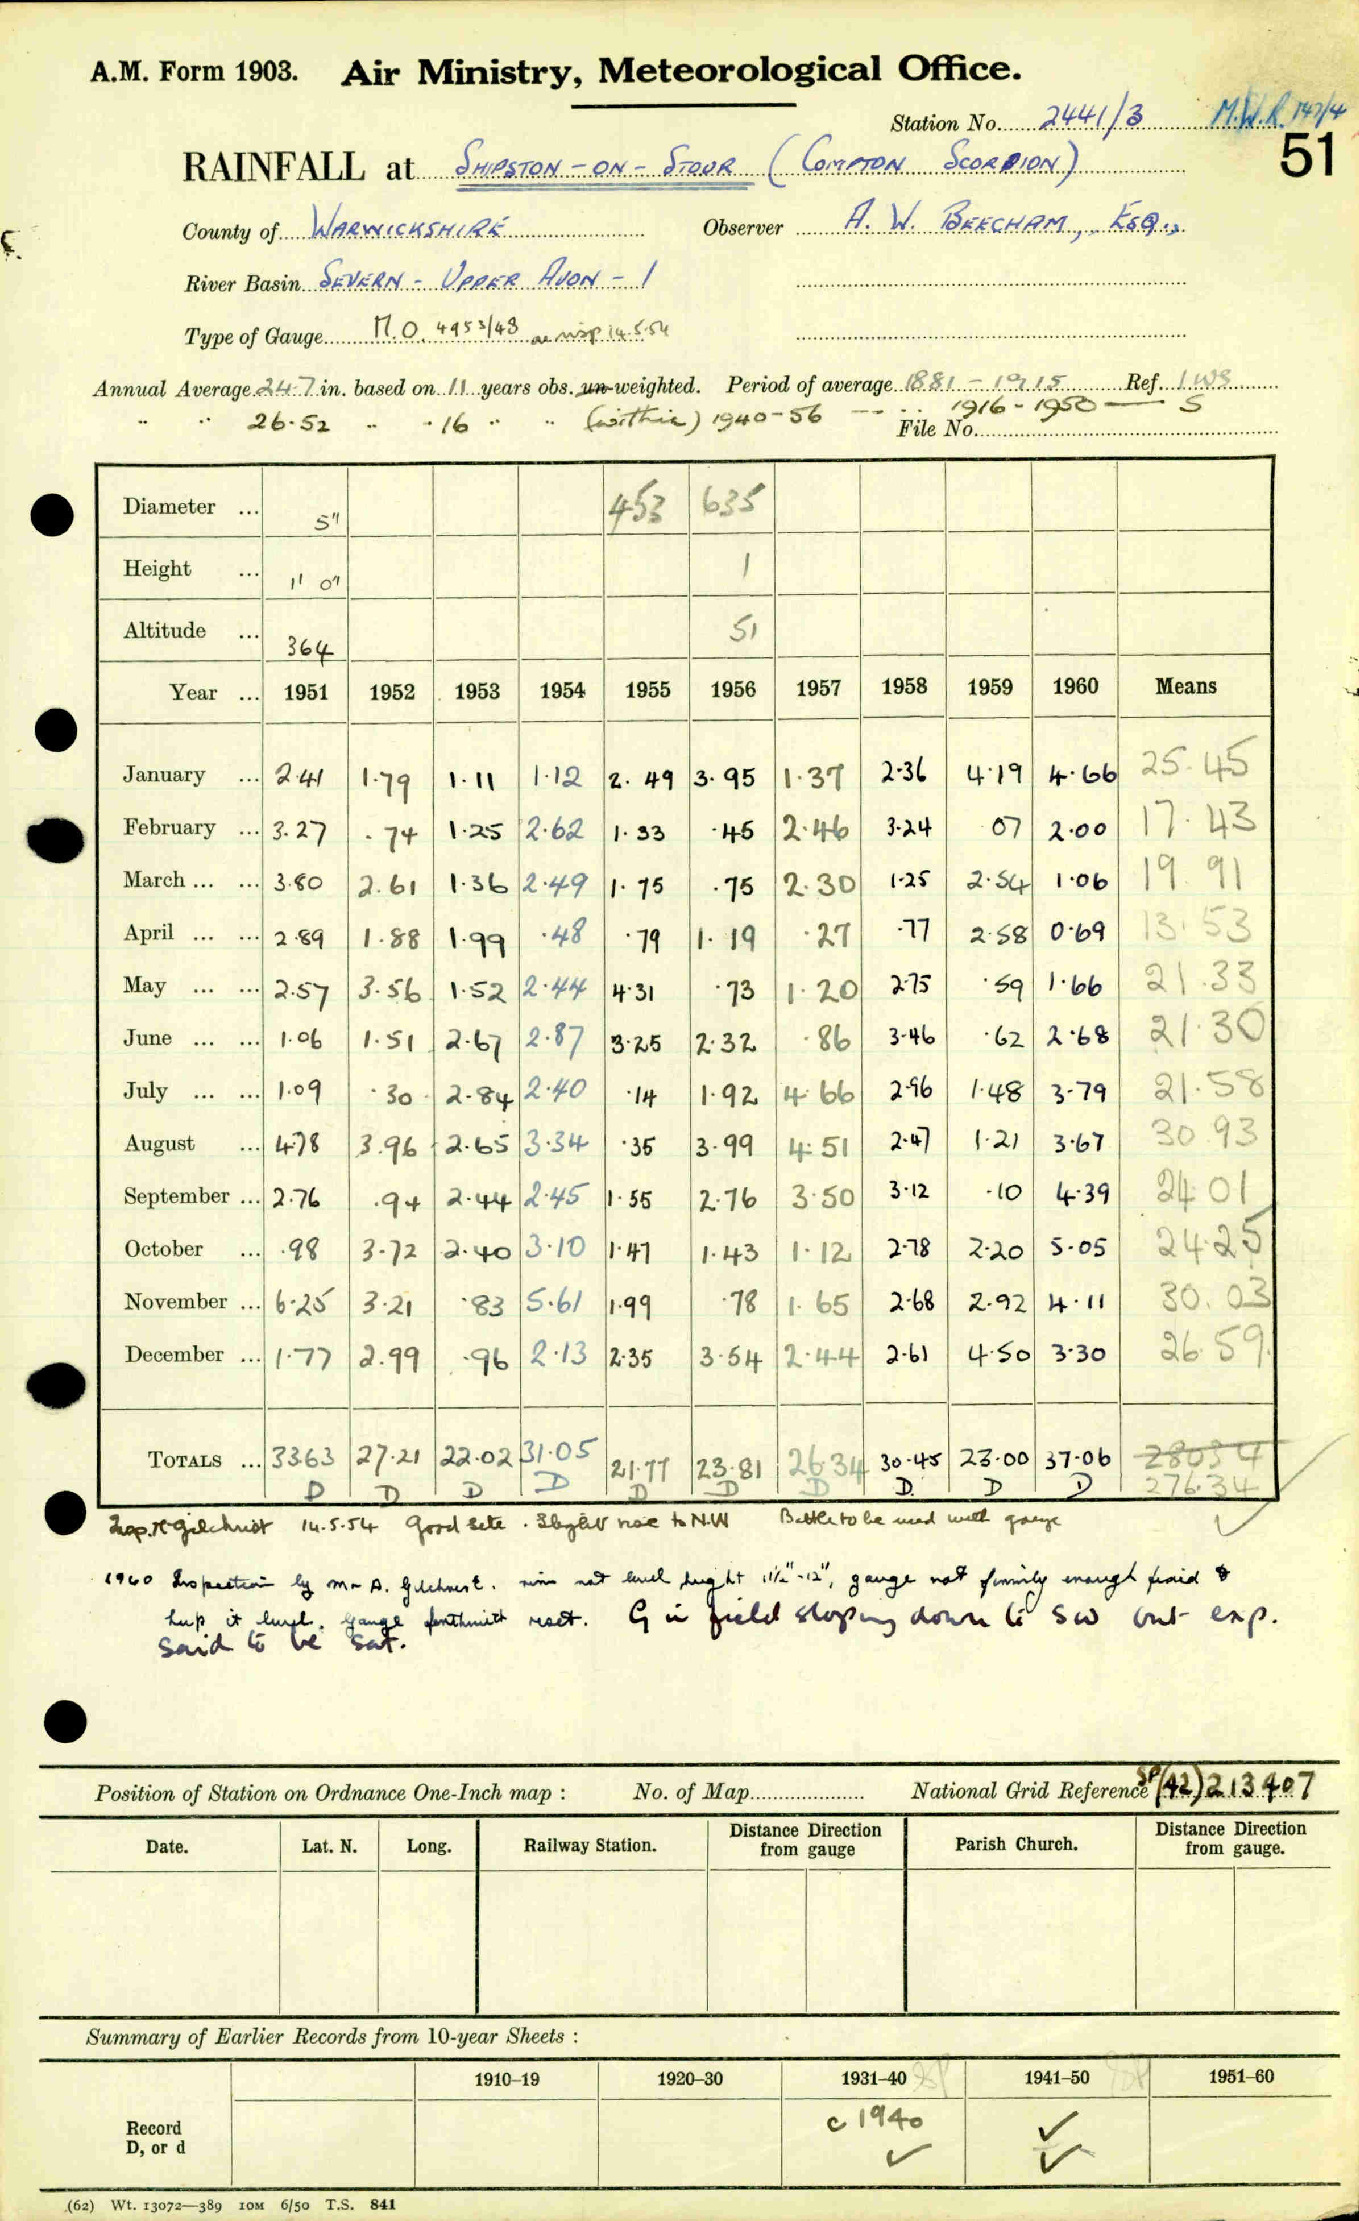 A.M. Form 1903. Air Ministry, Meteorological Office.
Station No. 2441/3 M.W.R. 147/4
51
RAINFALL at SHIPSTON-ON-STOUR (COMPTON SCORPION)
County of WARWICKSHIRE Observer A. W. BEECHAM, ESQ.,
River Basin SEVERN - UPPER AVON - 1
Type of Gauge M.O. 4953/48 insp 14.5.54
Annual Average 24.7 in. based on 11 years obs. un-weighted. Period of average 1881-1915 Ref. IWS
" " 26.52 " " 16 " " (within) 1940-56 1916-1950 S
File No.
Diameter ... 5" 453 635
Height ... 1' 0" 1
Altitude ... 364 51
Year ... 1951 1952 1953 1954 1955 1956 1957 1958 1959 1960 Means
January ... 2.41 1.79 1.11 1.12 2.49 3.95 1.37 2.36 4.19 4.66 25.45
February ... 3.27 .74 1.25 2.62 1.33 .45 2.46 3.24 07 2.00 17.43
March ... ... 3.80 2.61 1.36 2.49 1.75 .75 2.30 1.25 2.54 1.06 19 91
April ... ... 2.89 1.88 1.99 .48 .79 1.19 .27 .77 2.58 0.69 13.53
May ... ... 2.57 3.56 1.52 2.44 4.31 .73 1.20 2.75 .59 1.66 21.33
June ... ... 1.06 1.51 2.67 2.87 3.25 2.32 .86 3.46 .62 2.68 21.30
July ... ... 1.09 .30 2.84 2.40 .14 1.92 4.66 2.96 1.48 3.79 21.58
August ... 4.78 3.96 2.65 3.34 .35 3.99 4.51 2.47 1.21 3.67 30 93
September ... 2.76 .94 2.44 2.45 1.55 2.76 3.50 3.12 .10 4.39 24 01
October ... .98 3.72 2.40 3.10 1.47 1.43 1.12 2.78 2.20 5.05 24.25
November ... 6.25 3.21 .83 5.61 1.99 .78 1.65 2.68 2.92 4.11 30.03
December ... 1.77 2.99 .96 2.13 2.35 3.54 2.44 2.61 4.50 3.30 26.59
TOTALS ... 33.63 27.21 22.02 31.05 21.77 23.81 26.34 30.45 23.00 37.06 28034
D D D D D D D D D D 276.34
Insp. Gilchrist 14.5.54 Good site. Slight rise to N.W Bottle to be used with gauge
1960 Inspection by Mr A. Gilchrist. rim not level height 11½"-12", gauge not firmly enough fixed to
keep it level. gauge reset. G in field sloping down to SW but exp.
said to be sat.
Position of Station on Ordnance One-Inch map : No. of Map National Grid Reference SP(42)213407
Date. Lat. N. Long. Railway Station. Distance Direction from gauge Parish Church. Distance Direction from gauge.
Summary of Earlier Records from 10-year Sheets :
1910–19 1920–30 1931–40 SP 1941–50 SP 1951–60
Record
D, or d
c 1940
(62) Wt. 13072—389 10M 6/50 T.S. 841